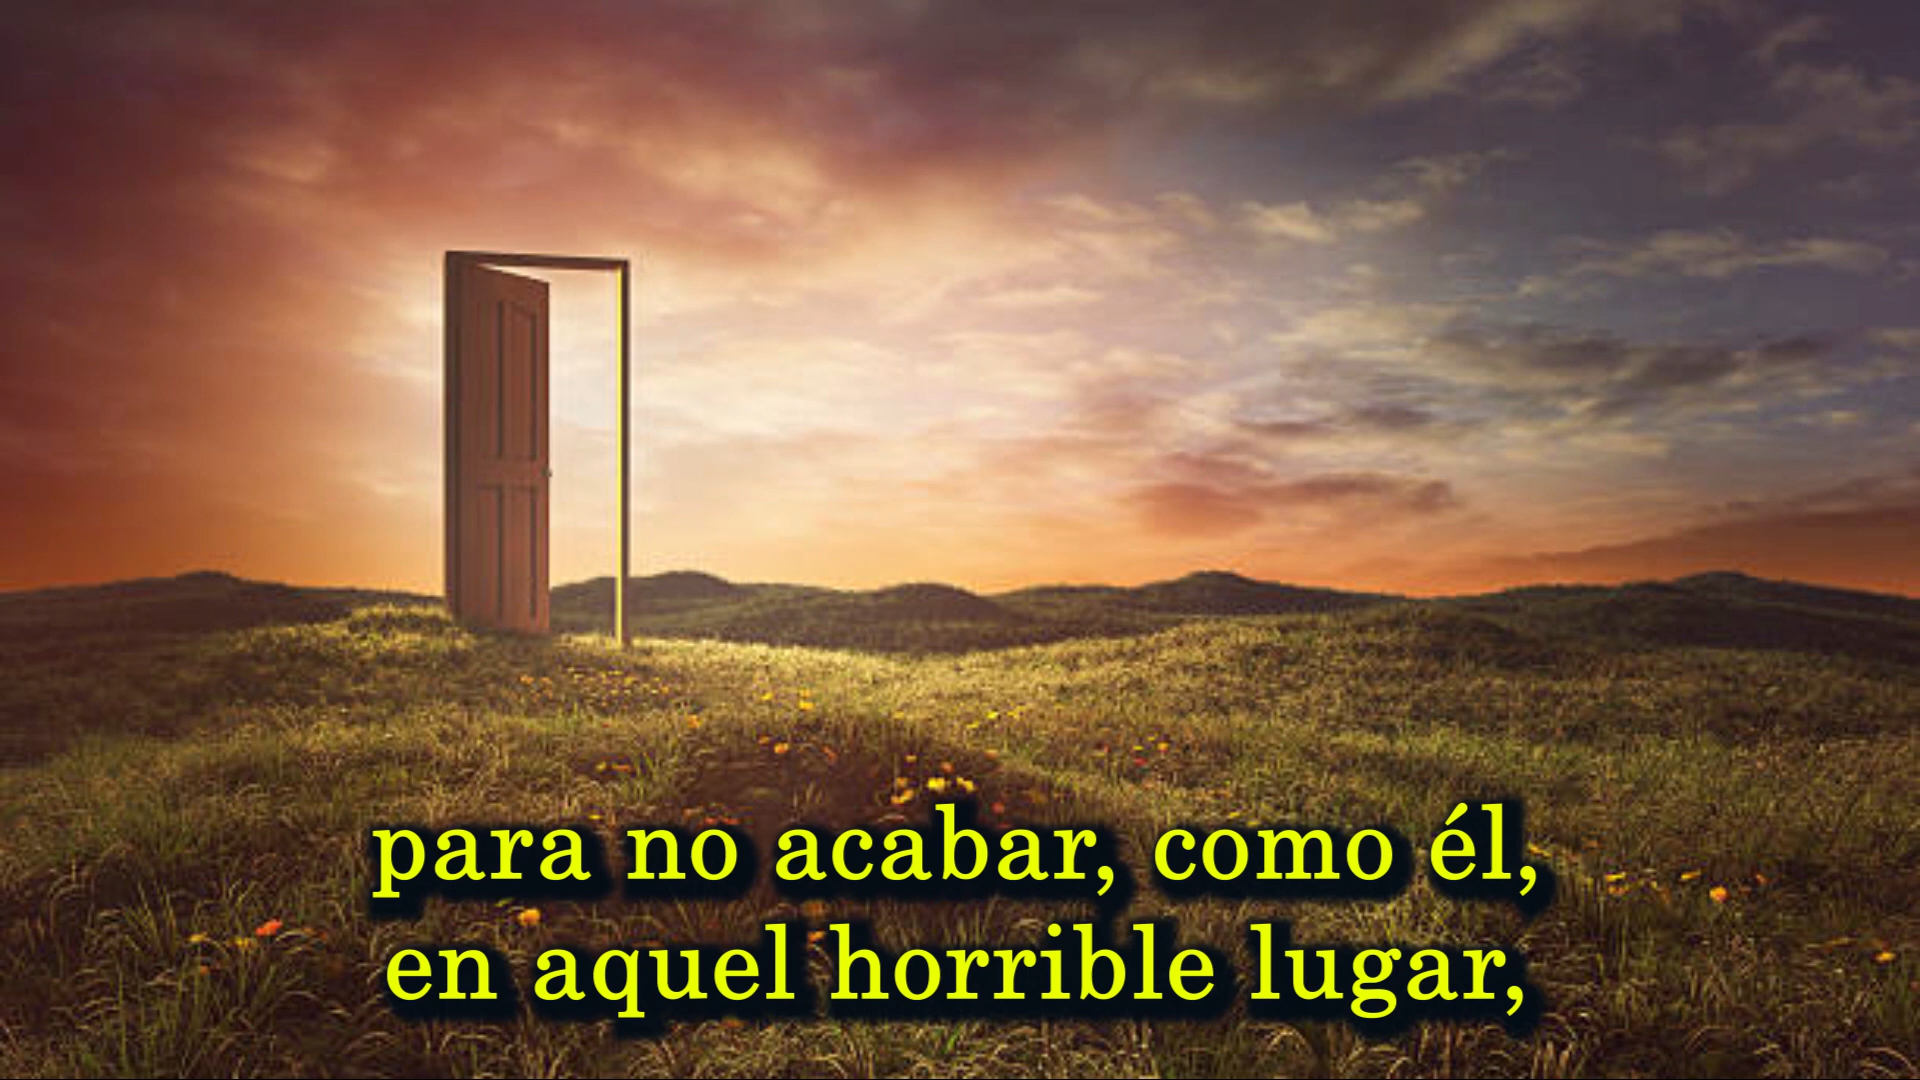 para no acabar, como él,
en aquel horrible lugar,